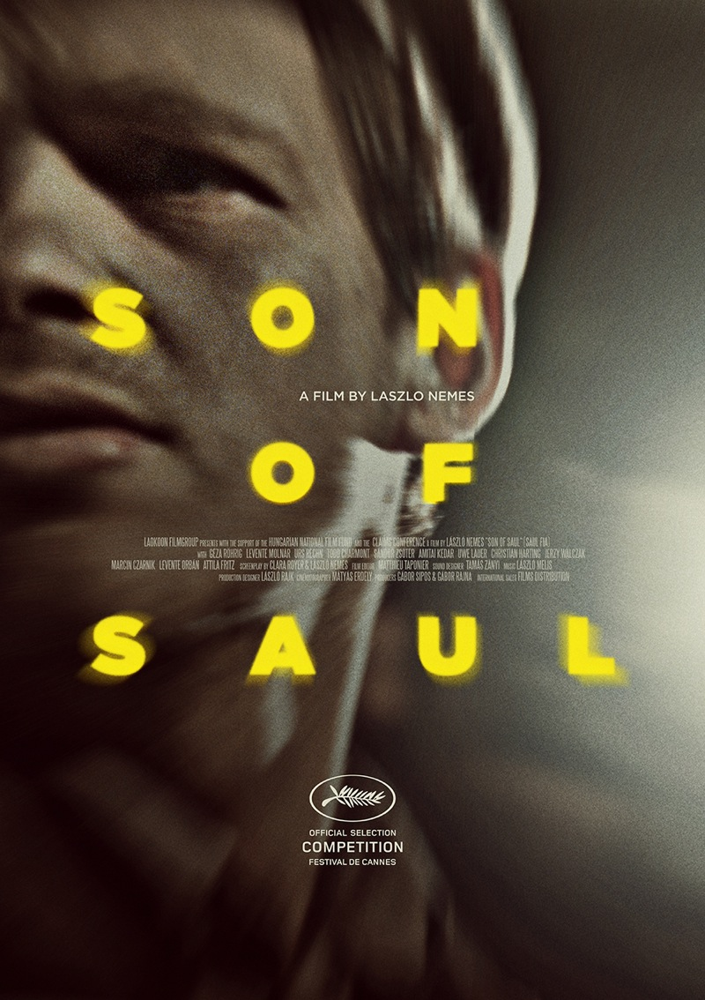 SON
A FILM BY LASZLO NEMES
OF
LAOKOON FILMGROUP PRESENTS WITH THE SUPPORT OF THE HUNGARIAN NATIONAL FILM FUND AND THE CLAIMS CONFERENCE A FILM BY LÁSZLÓ NEMES "SON OF SAUL" (SAUL FIA)
WITH GÉZA RÖHRIG LEVENTE MOLNÁR URS RECHN TODD CHARMONT SÁNDOR ZSÓTÉR AMITAI KEDAR UWE LAUER CHRISTIAN HARTING JERZY WALCZAK
MARCIN CZARNIK LEVENTE ORBÁN ATTILA FRITZ SCREENPLAY BY CLARA ROYER & LÁSZLÓ NEMES FILM EDITOR MATTHIEU TAPONIER SOUND DESIGNER TAMÁS ZÁNYI MUSIC LÁSZLÓ MELIS
PRODUCTION DESIGNER LÁSZLÓ RAJK CINEMATOGRAPHER MÁTYÁS ERDÉLY PRODUCERS GÁBOR SIPOS & GÁBOR RAJNA INTERNATIONAL SALES FILMS DISTRIBUTION
SAUL
OFFICIAL SELECTION
COMPETITION
FESTIVAL DE CANNES